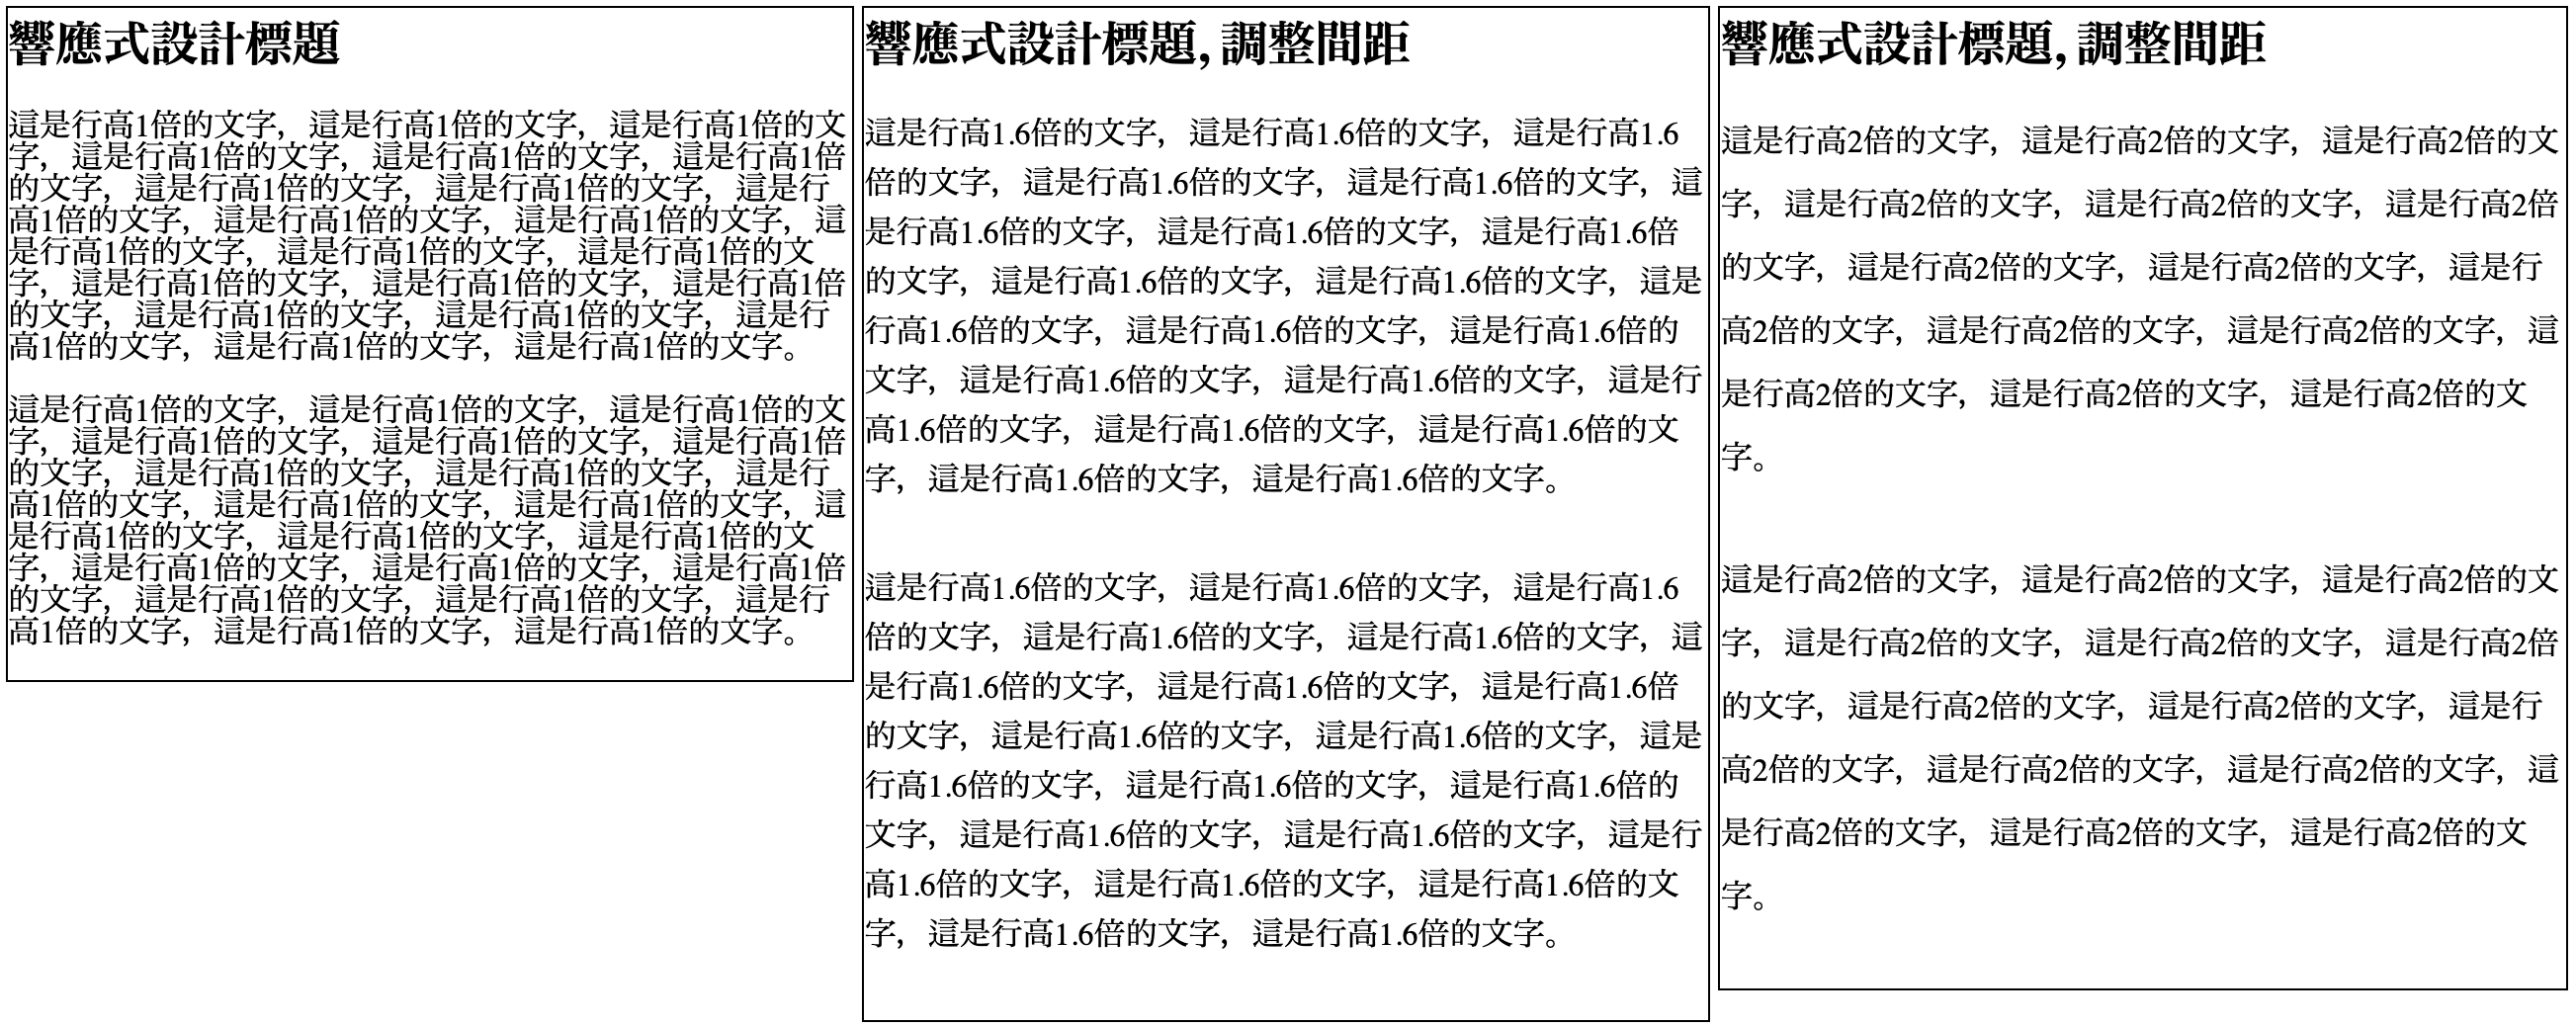 響應式設計標題
這是行高1倍的文字，這是行高1倍的文字，這是行高1倍的文
字，這是行高1倍的文字，這是行高1倍的文字，這是行高1倍
的文字，這是行高1倍的文字，這是行高1倍的文字，這是行
高1倍的文字，這是行高1倍的文字，這是行高1倍的文字，這
是行高1倍的文字，這是行高1倍的文字，這是行高1倍的文
字，這是行高1倍的文字，這是行高1倍的文字，這是行高1倍
的文字，這是行高1倍的文字，這是行高1倍的文字，這是行
高1倍的文字，這是行高1倍的文字，這是行高1倍的文字。
這是行高1倍的文字，這是行高1倍的文字，這是行高1倍的文
字，這是行高1倍的文字，這是行高1倍的文字，這是行高1倍
的文字，這是行高1倍的文字，這是行高1倍的文字，這是行
高1倍的文字，這是行高1倍的文字，這是行高1倍的文字，這
是行高1倍的文字，這是行高1倍的文字，這是行高1倍的文
字，這是行高1倍的文字，這是行高1倍的文字，這是行高1倍
的文字，這是行高1倍的文字，這是行高1倍的文字，這是行
高1倍的文字，這是行高1倍的文字，這是行高1倍的文字。
響應式設計標題, 調整間距
這是行高1.6倍的文字，這是行高1.6倍的文字，這是行高1.6
倍的文字，這是行高1.6倍的文字，這是行高1.6倍的文字，這
是行高1.6倍的文字，這是行高1.6倍的文字，這是行高1.6倍
的文字，這是行高1.6倍的文字，這是行高1.6倍的文字，這是
行高1.6倍的文字，這是行高1.6倍的文字，這是行高1.6倍的
文字，這是行高1.6倍的文字，這是行高1.6倍的文字，這是行
高1.6倍的文字，這是行高1.6倍的文字，這是行高1.6倍的文
字，這是行高1.6倍的文字，這是行高1.6倍的文字。
這是行高1.6倍的文字，這是行高1.6倍的文字，這是行高1.6
倍的文字，這是行高1.6倍的文字，這是行高1.6倍的文字，這
是行高1.6倍的文字，這是行高1.6倍的文字，這是行高1.6倍
的文字，這是行高1.6倍的文字，這是行高1.6倍的文字，這是
行高1.6倍的文字，這是行高1.6倍的文字，這是行高1.6倍的
文字，這是行高1.6倍的文字，這是行高1.6倍的文字，這是行
高1.6倍的文字，這是行高1.6倍的文字，這是行高1.6倍的文
字，這是行高1.6倍的文字，這是行高1.6倍的文字。
響應式設計標題, 調整間距
這是行高2倍的文字，這是行高2倍的文字，這是行高2倍的文
字，這是行高2倍的文字，這是行高2倍的文字，這是行高2倍
的文字，這是行高2倍的文字，這是行高2倍的文字，這是行
高2倍的文字，這是行高2倍的文字，這是行高2倍的文字，這
是行高2倍的文字，這是行高2倍的文字，這是行高2倍的文
字。
這是行高2倍的文字，這是行高2倍的文字，這是行高2倍的文
字，這是行高2倍的文字，這是行高2倍的文字，這是行高2倍
的文字，這是行高2倍的文字，這是行高2倍的文字，這是行
高2倍的文字，這是行高2倍的文字，這是行高2倍的文字，這
是行高2倍的文字，這是行高2倍的文字，這是行高2倍的文
字。